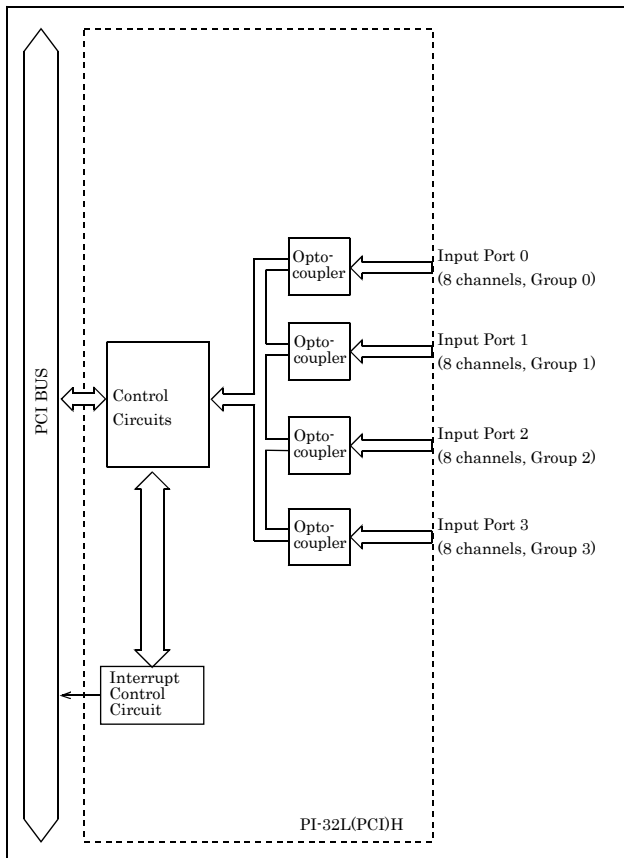 PCI BUS
Control
Circuits
Opto-
coupler
Input Port 0
(8 channels, Group 0)
Opto-
coupler
Input Port 1
(8 channels, Group 1)
Opto-
coupler
Input Port 2
(8 channels, Group 2)
Opto-
coupler
Input Port 3
(8 channels, Group 3)
Interrupt
Control
Circuit
PI-32L(PCI)H